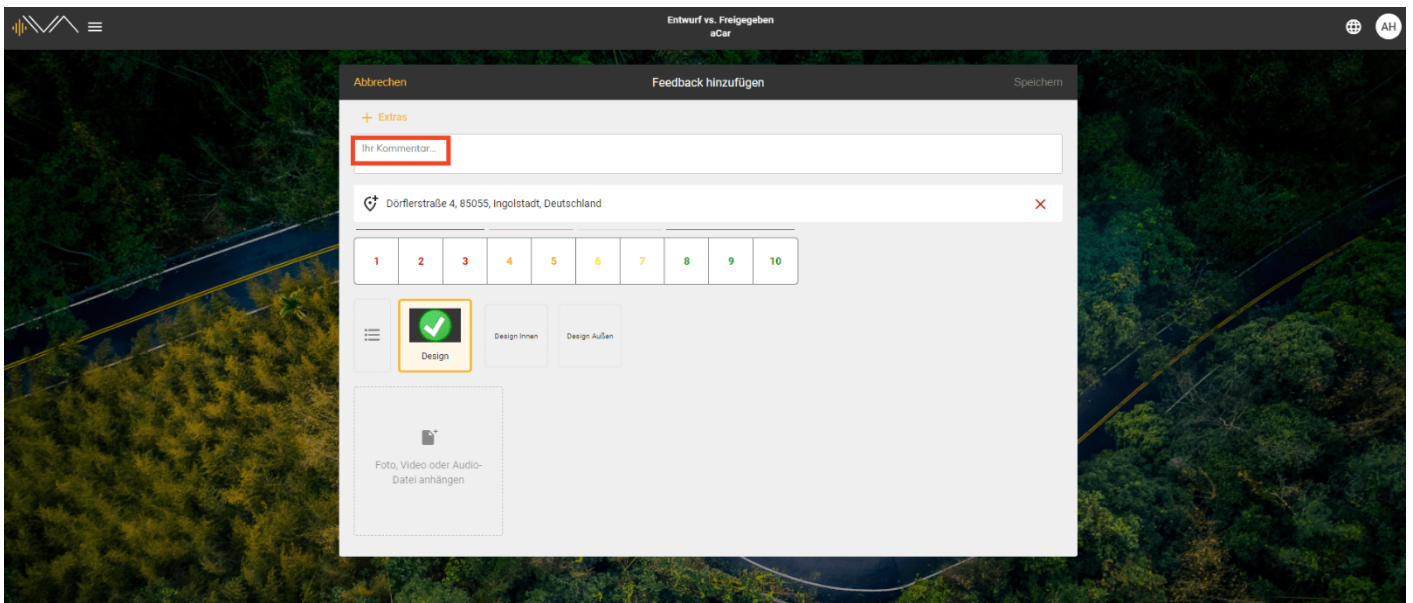 Entwurf vs. Freigegeben
aCar
AH
Abbrechen
Feedback hinzufügen
Speichern
+ Extras
Ihr Kommentar...
Dörflerstraße 4, 85055, Ingolstadt, Deutschland
1 2 3 4 5 6 7 8 9 10
Design
Design Innen
Design Außen
Foto, Video oder Audio-
Datei anhängen